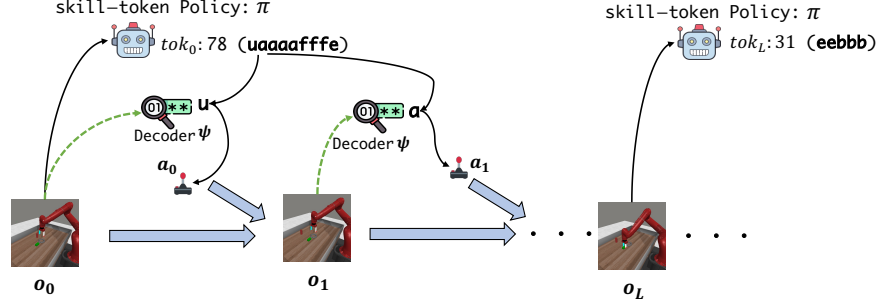 skill-token Policy: π
tok₀: 78 (uaaaafffe)
01 ** u
Decoder ψ
a₀
o₀
01 ** a
Decoder ψ
a₁
o₁
. . .
skill-token Policy: π
tok_L: 31 (eebbb)
o_L
. . .